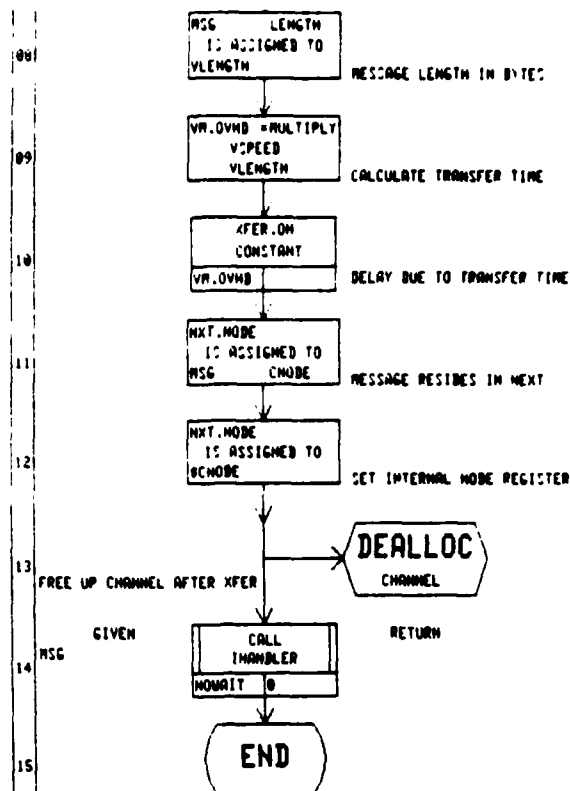 MSG LENGTH
IS ASSIGNED TO
VLENGTH
08
MESSAGE LENGTH IN BYTES
VM.OVHD =MULTIPLY
VSPEED
VLENGTH
09
CALCULATE TRANSFER TIME
XFER.OH
CONSTANT
10
VM.OVHD
DELAY DUE TO TRANSFER TIME
NXT.NODE
IS ASSIGNED TO
MSG CNODE
11
MESSAGE RESIDES IN NEXT
NXT.NODE
IS ASSIGNED TO
12
SET INTERNAL NODE REGISTER
DEALLOC
CHANNEL
13
FREE UP CHANNEL AFTER XFER
GIVEN
RETURN
MSG
CALL
IHANDLER
14
NOWAIT 0
END
15